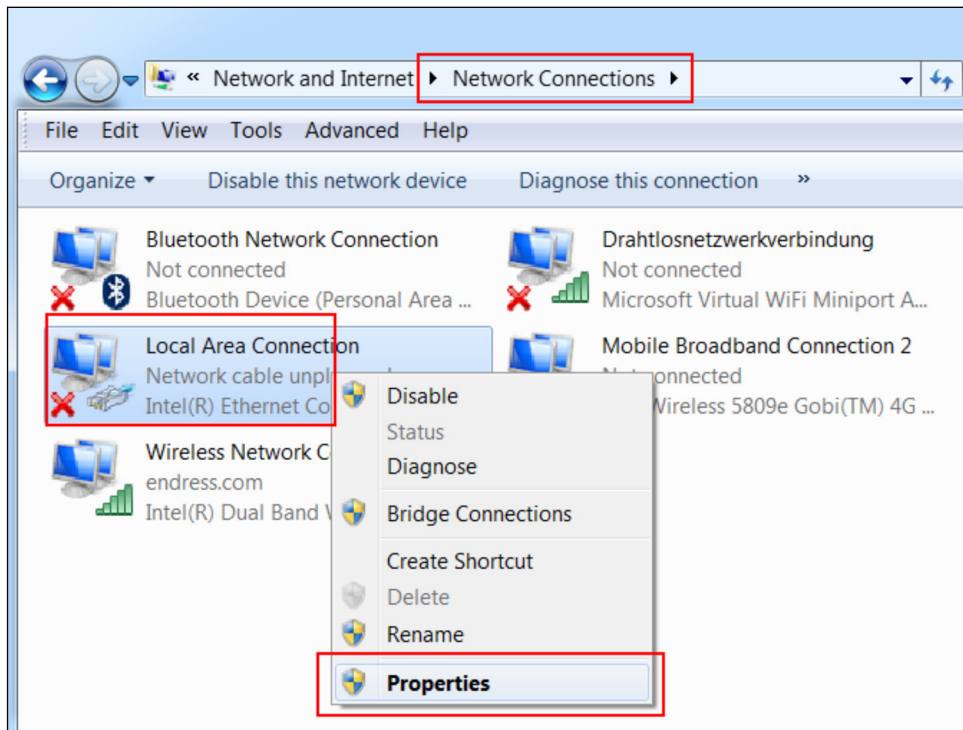 « Network and Internet ▸ Network Connections ▸
File Edit View Tools Advanced Help
Organize Disable this network device Diagnose this connection »
Bluetooth Network Connection
Not connected
Bluetooth Device (Personal Area ...
Drahtlosnetzwerkverbindung
Not connected
Microsoft Virtual WiFi Miniport A...
Local Area Connection
Network cable
Intel(R) Ethernet
Mobile Broadband Connection 2
Wireless 5809e Gobi(TM) 4G ...
Wireless Network
endress.com
Intel(R) Dual Band
Disable
Status
Diagnose
Bridge Connections
Create Shortcut
Delete
Rename
Properties